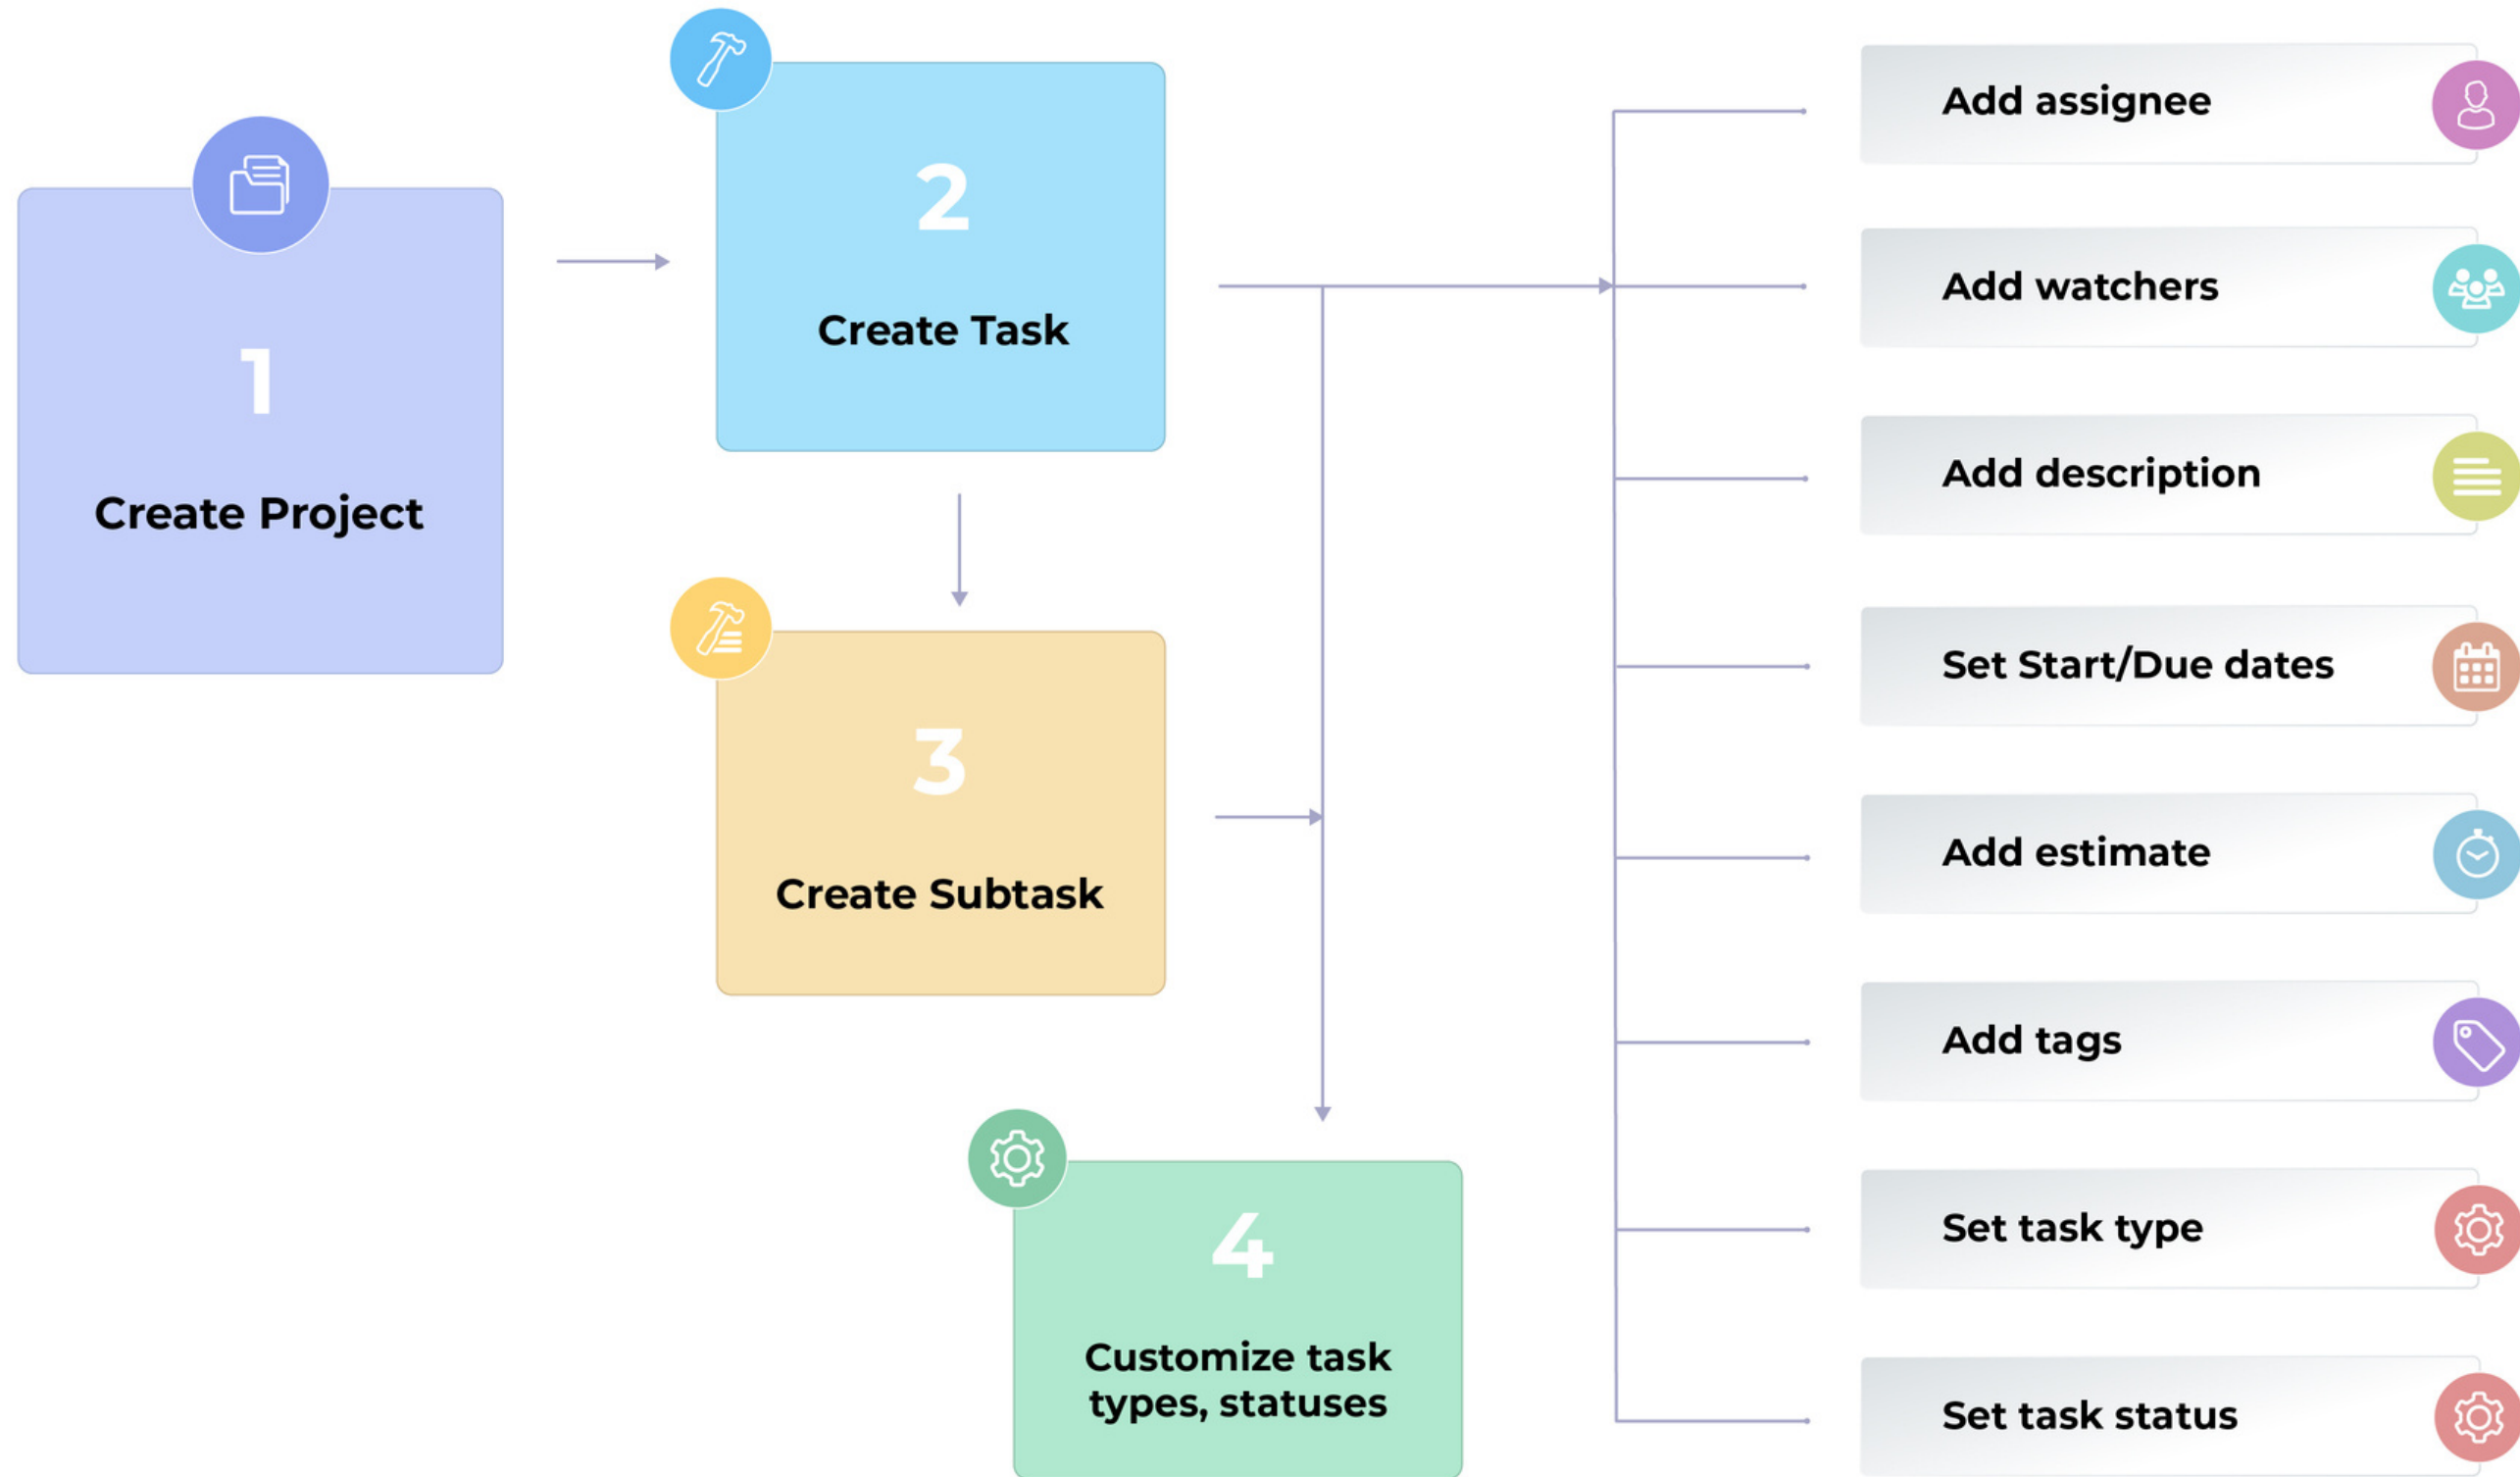 1
Create Project
2
Create Task
3
Create Subtask
4
Customize task
types, statuses
Add assignee
Add watchers
Add description
Set Start/Due dates
Add estimate
Add tags
Set task type
Set task status